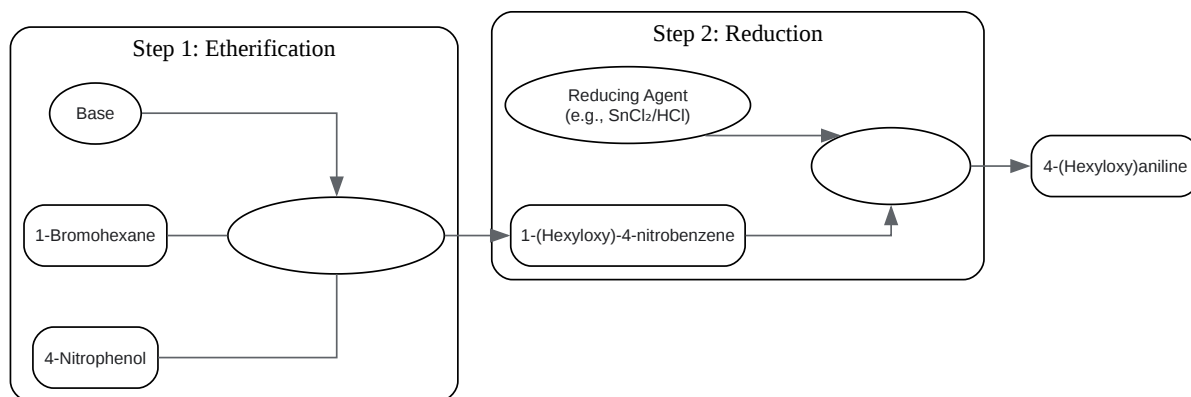 Step 1: Etherification
Base
1-Bromohexane
4-Nitrophenol
Step 2: Reduction
Reducing Agent
(e.g., SnCl₂/HCl)
1-(Hexyloxy)-4-nitrobenzene
4-(Hexyloxy)aniline